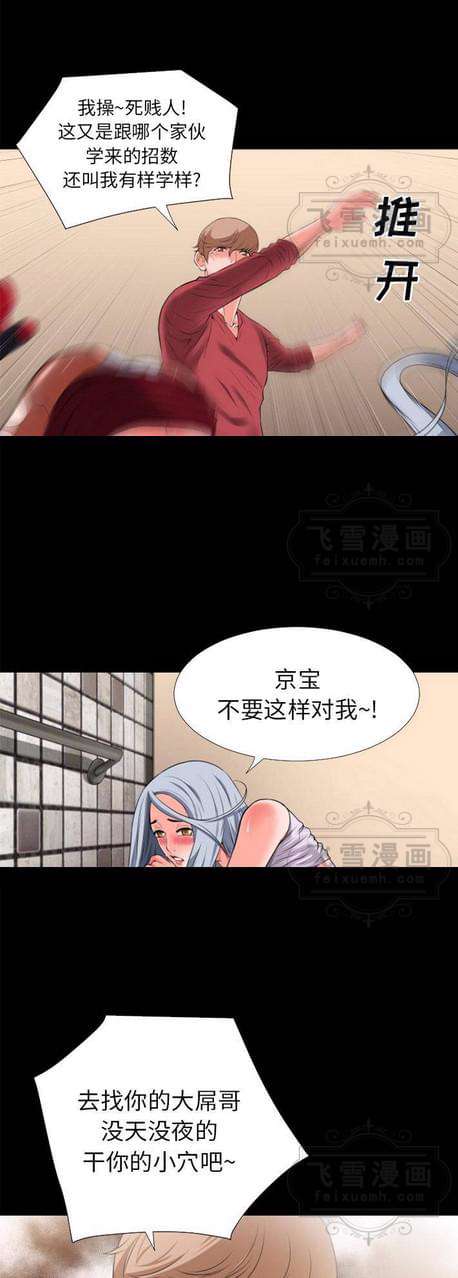 我操~死贱人!
这又是跟哪个家伙
学来的招数
还叫我有样学样?
飞雪漫画
feixuemh.com
推
开
飞雪漫画
feixuemh.com
京宝
不要这样对我~!
飞雪漫画
feixuemh.com
去找你的大屌哥
没天没夜的
干你的小穴吧~
飞雪漫画
feixuemh.com